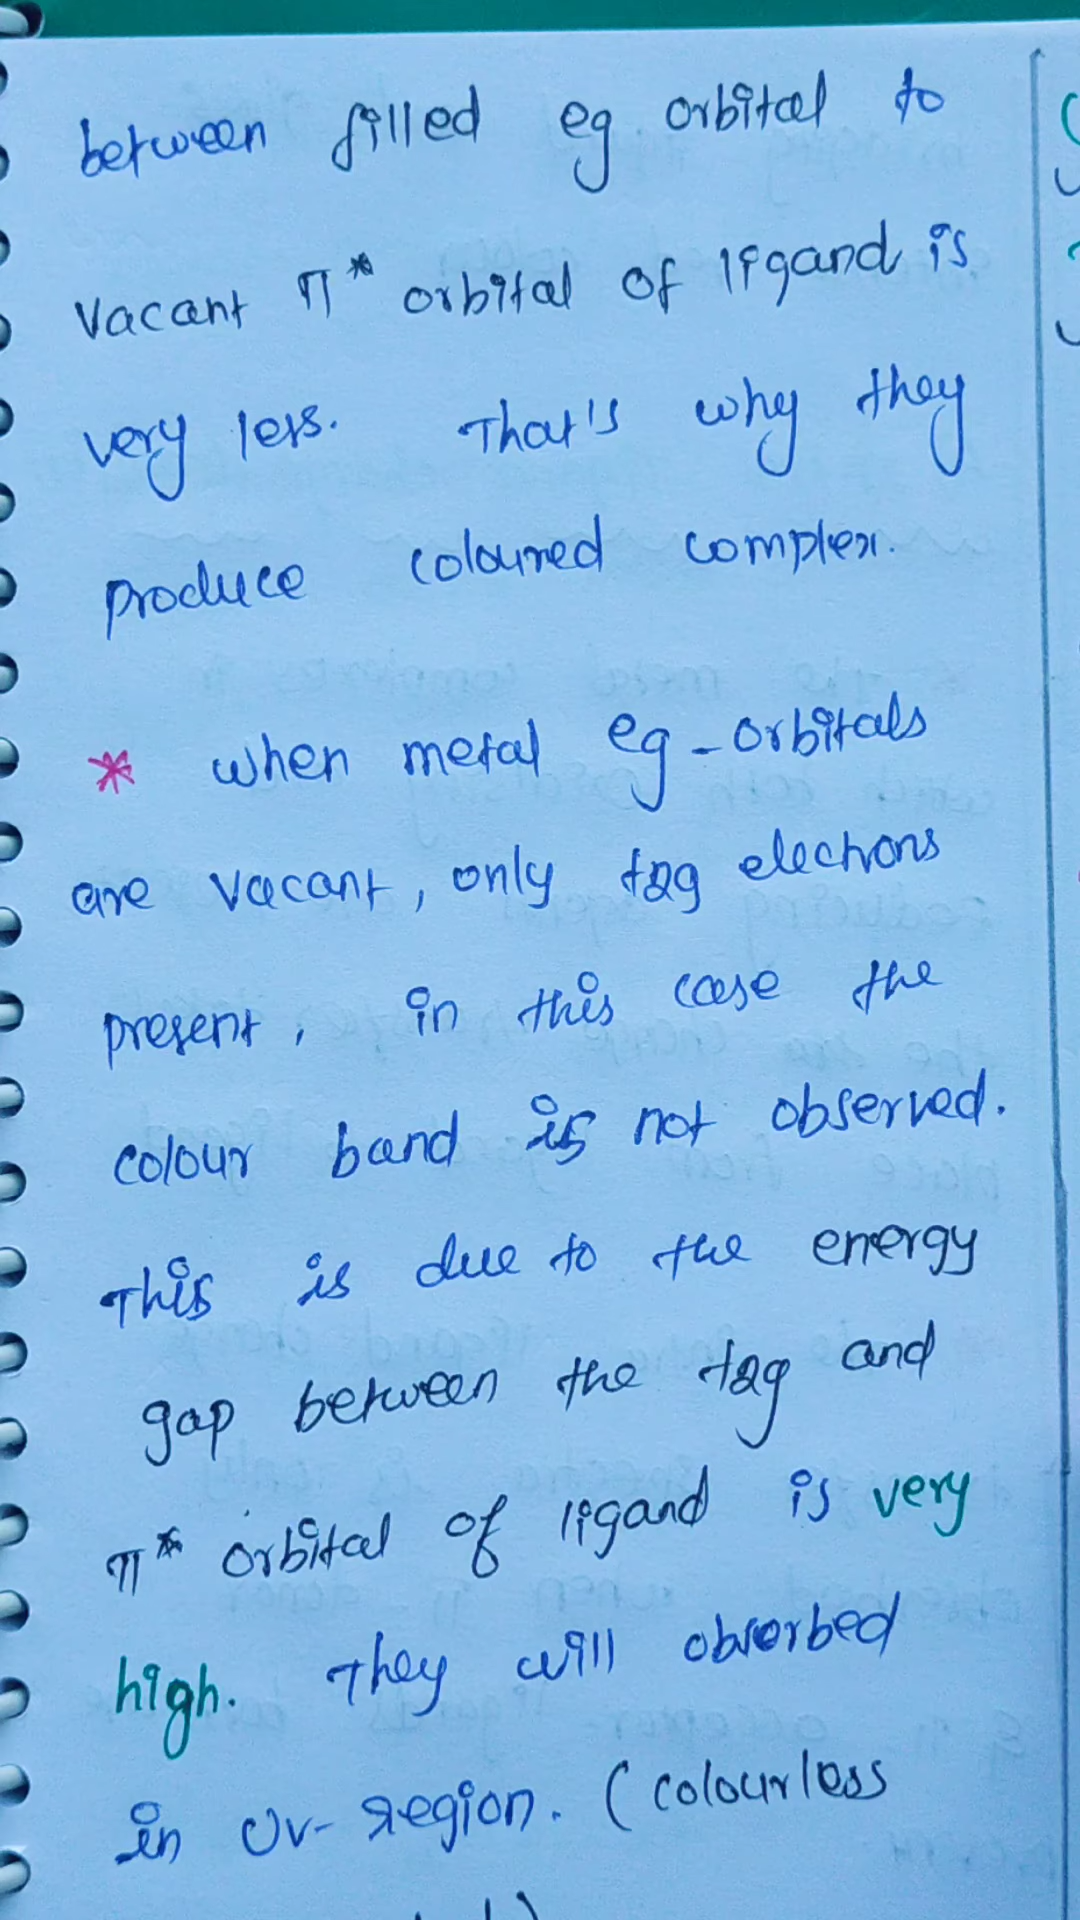 between filled eg orbital to
vacant π* orbital of ligand is
very less. That's why they
produce coloured complex.
* when metal eg - orbitals
are vacant, only t2g electrons
present, in this case the
colour band is not observed.
This is due to the energy
gap between the t2g and
π* orbital of ligand is very
high. They will obsorbed
in UV- region. (colourless